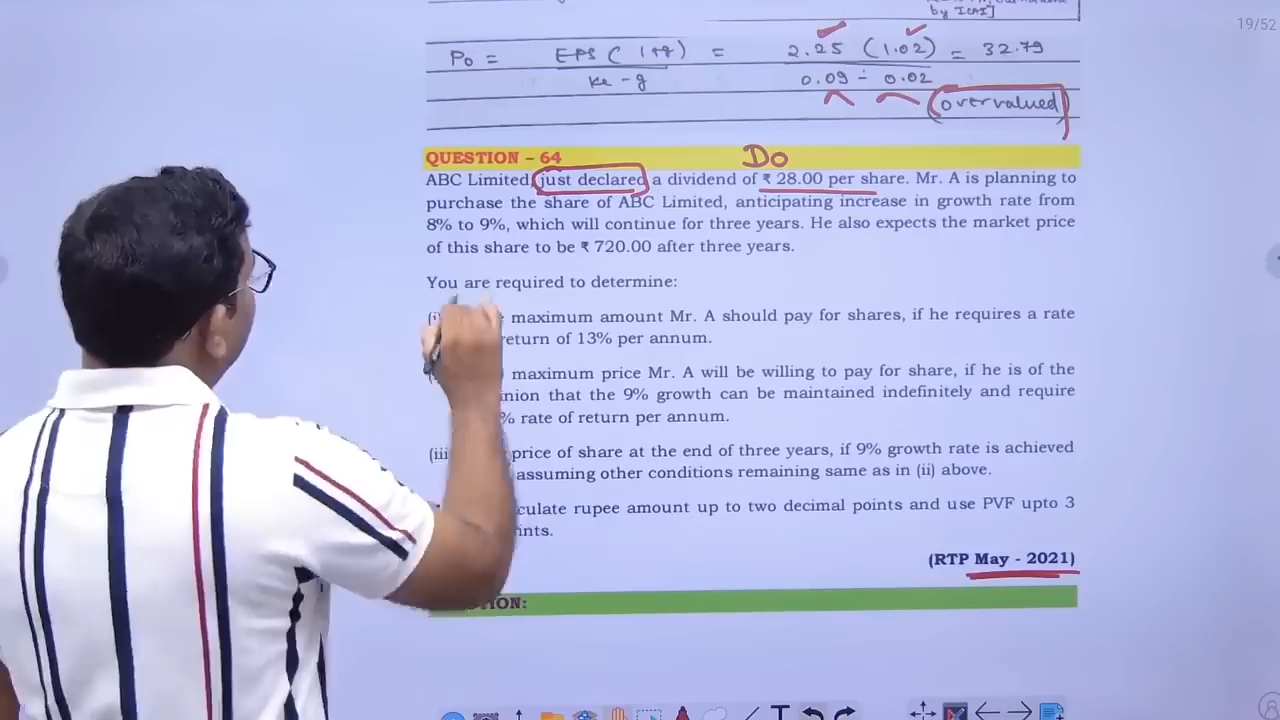 by ICAI]
19/52
P0 = EPS ( 1+g) = 2.25 (1.02) = 32.79
Ke - g 0.09 - 0.02
overvalued
QUESTION – 64 D0
ABC Limited, just declared a dividend of ₹ 28.00 per share. Mr. A is planning to
purchase the share of ABC Limited, anticipating increase in growth rate from
8% to 9%, which will continue for three years. He also expects the market price
of this share to be ₹ 720.00 after three years.
You are required to determine:
(i) maximum amount Mr. A should pay for shares, if he requires a rate
return of 13% per annum.
maximum price Mr. A will be willing to pay for share, if he is of the
nion that the 9% growth can be maintained indefinitely and require
% rate of return per annum.
(iii price of share at the end of three years, if 9% growth rate is achieved
assuming other conditions remaining same as in (ii) above.
culate rupee amount up to two decimal points and use PVF upto 3
ints.
(RTP May - 2021)
ION:
T